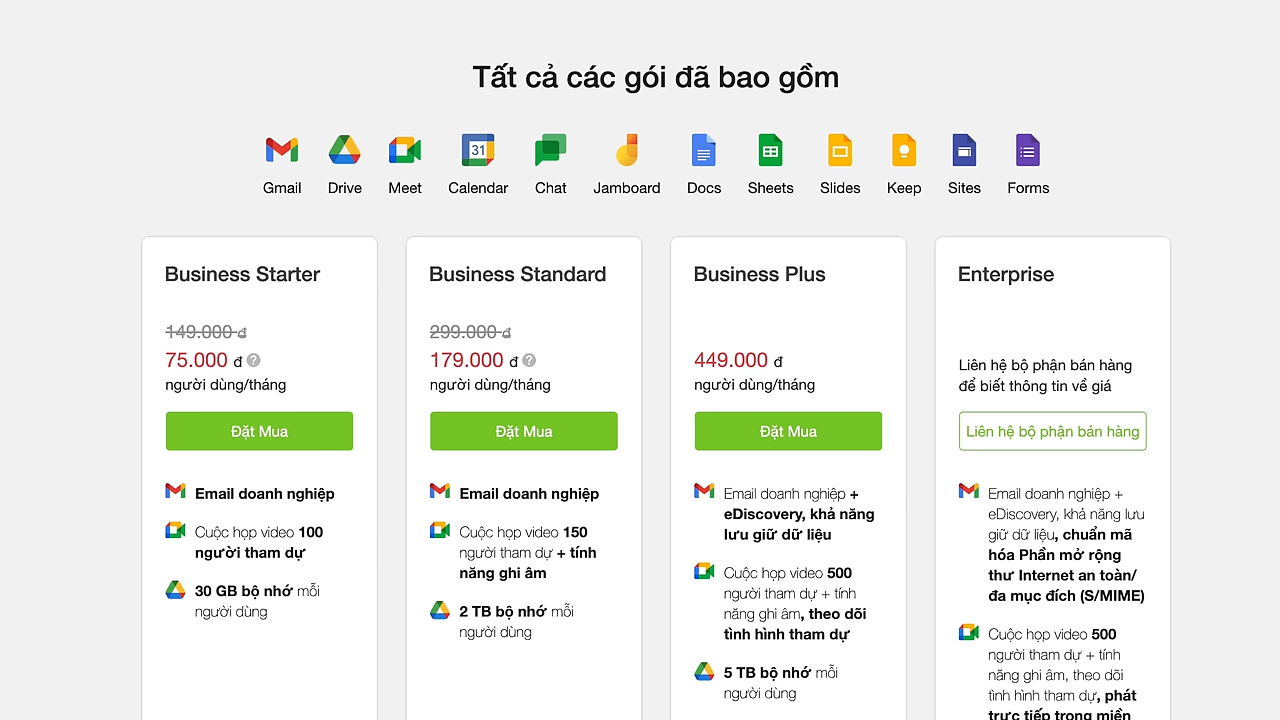 Tất cả các gói đã bao gồm
31
Gmail Drive Meet Calendar Chat Jamboard Docs Sheets Slides Keep Sites Forms
Business Starter
149.000 đ
75.000 đ ?
người dùng/tháng
Đặt Mua
Email doanh nghiệp
Cuộc họp video 100
người tham dự
30 GB bộ nhớ mỗi
người dùng
Business Standard
299.000 đ
179.000 đ ?
người dùng/tháng
Đặt Mua
Email doanh nghiệp
Cuộc họp video 150
người tham dự + tính
năng ghi âm
2 TB bộ nhớ mỗi
người dùng
Business Plus
449.000 đ
người dùng/tháng
Đặt Mua
Email doanh nghiệp +
eDiscovery, khả năng
lưu giữ dữ liệu
Cuộc họp video 500
người tham dự + tính
năng ghi âm, theo dõi
tình hình tham dự
5 TB bộ nhớ mỗi
người dùng
Enterprise
Liên hệ bộ phận bán hàng
để biết thông tin về giá
Liên hệ bộ phận bán hàng
Email doanh nghiệp +
eDiscovery, khả năng lưu
giữ dữ liệu, chuẩn mã
hóa Phần mở rộng
thư Internet an toàn/
đa mục đích (S/MIME)
Cuộc họp video 500
người tham dự + tính
năng ghi âm, theo dõi
tình hình tham dự, phát
trực tiếp trong miền